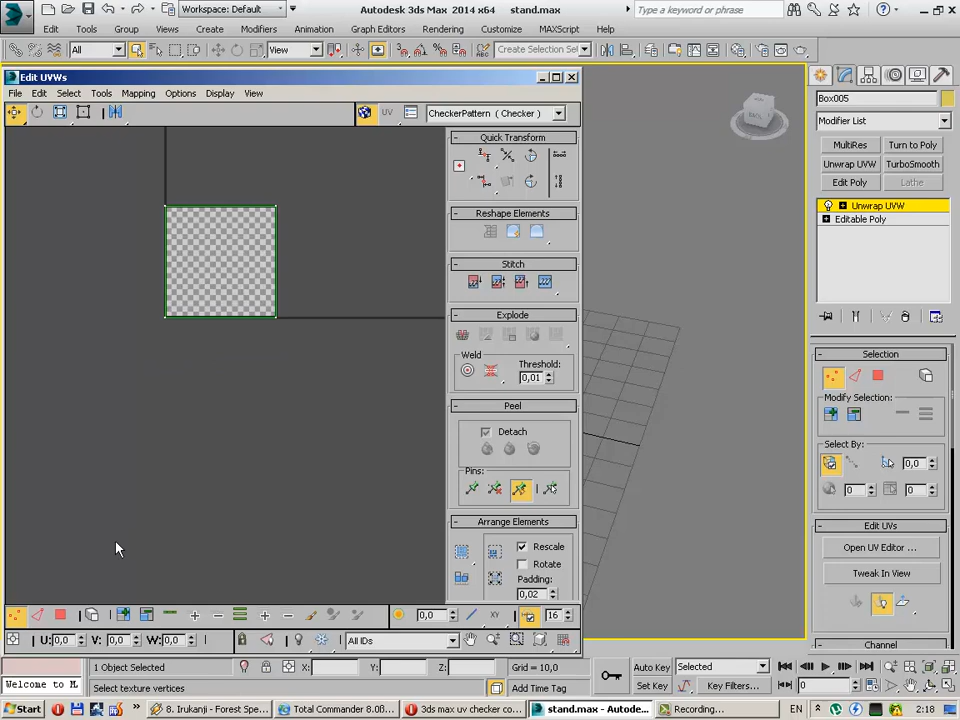 Workspace: Default
Autodesk 3ds Max 2014 x64
stand.max
Type a keyword or phrase
Edit
Tools
Group
Views
Create
Modifiers
Animation
Graph Editors
Rendering
Customize
MAXScript
Help
All
View
Create Selection Set
Edit UVWs
File
Edit
Select
Tools
Mapping
Options
Display
View
UV
CheckerPattern ( Checker )
Quick Transform
Reshape Elements
Stitch
Explode
Weld
Threshold:
0,01
Peel
Detach
Pins:
Arrange Elements
Rescale
Rotate
Padding:
0,02
0,0
XY
16
U: 0,0
V: 0,0
W: 0,0
All IDs
Box005
Modifier List
MultiRes
Turn to Poly
Unwrap UVW
TurboSmooth
Edit Poly
Lathe
Unwrap UVW
Editable Poly
Selection
Modify Selection:
Select By:
0,0
0
0
Edit UVs
Open UV Editor ...
Tweak In View
Channel
1 Object Selected
X:
Y:
Z:
Grid = 10,0
Auto Key
Selected
Welcome to M
Select texture vertices
Add Time Tag
Set Key
Key Filters...
0
Start
8. Irukanji - Forest Spe...
Total Commander 8.0...
3ds max uv checker co...
stand.max - Autodes...
Recording...
EN
2:18